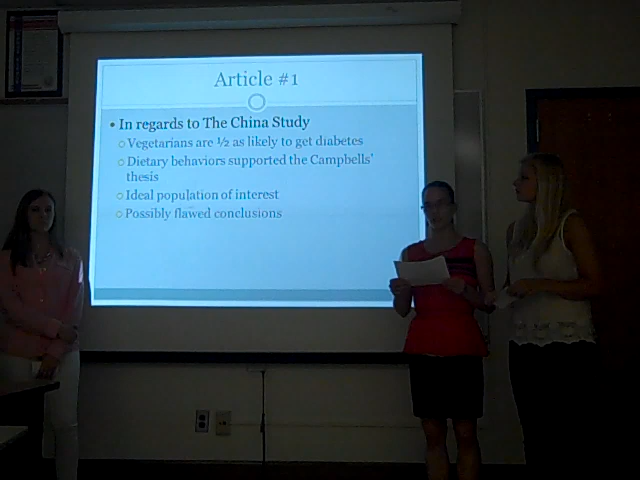 Article #1
In regards to The China Study
Vegetarians are ½ as likely to get diabetes
Dietary behaviors supported the Campbells'
thesis
Ideal population of interest
Possibly flawed conclusions